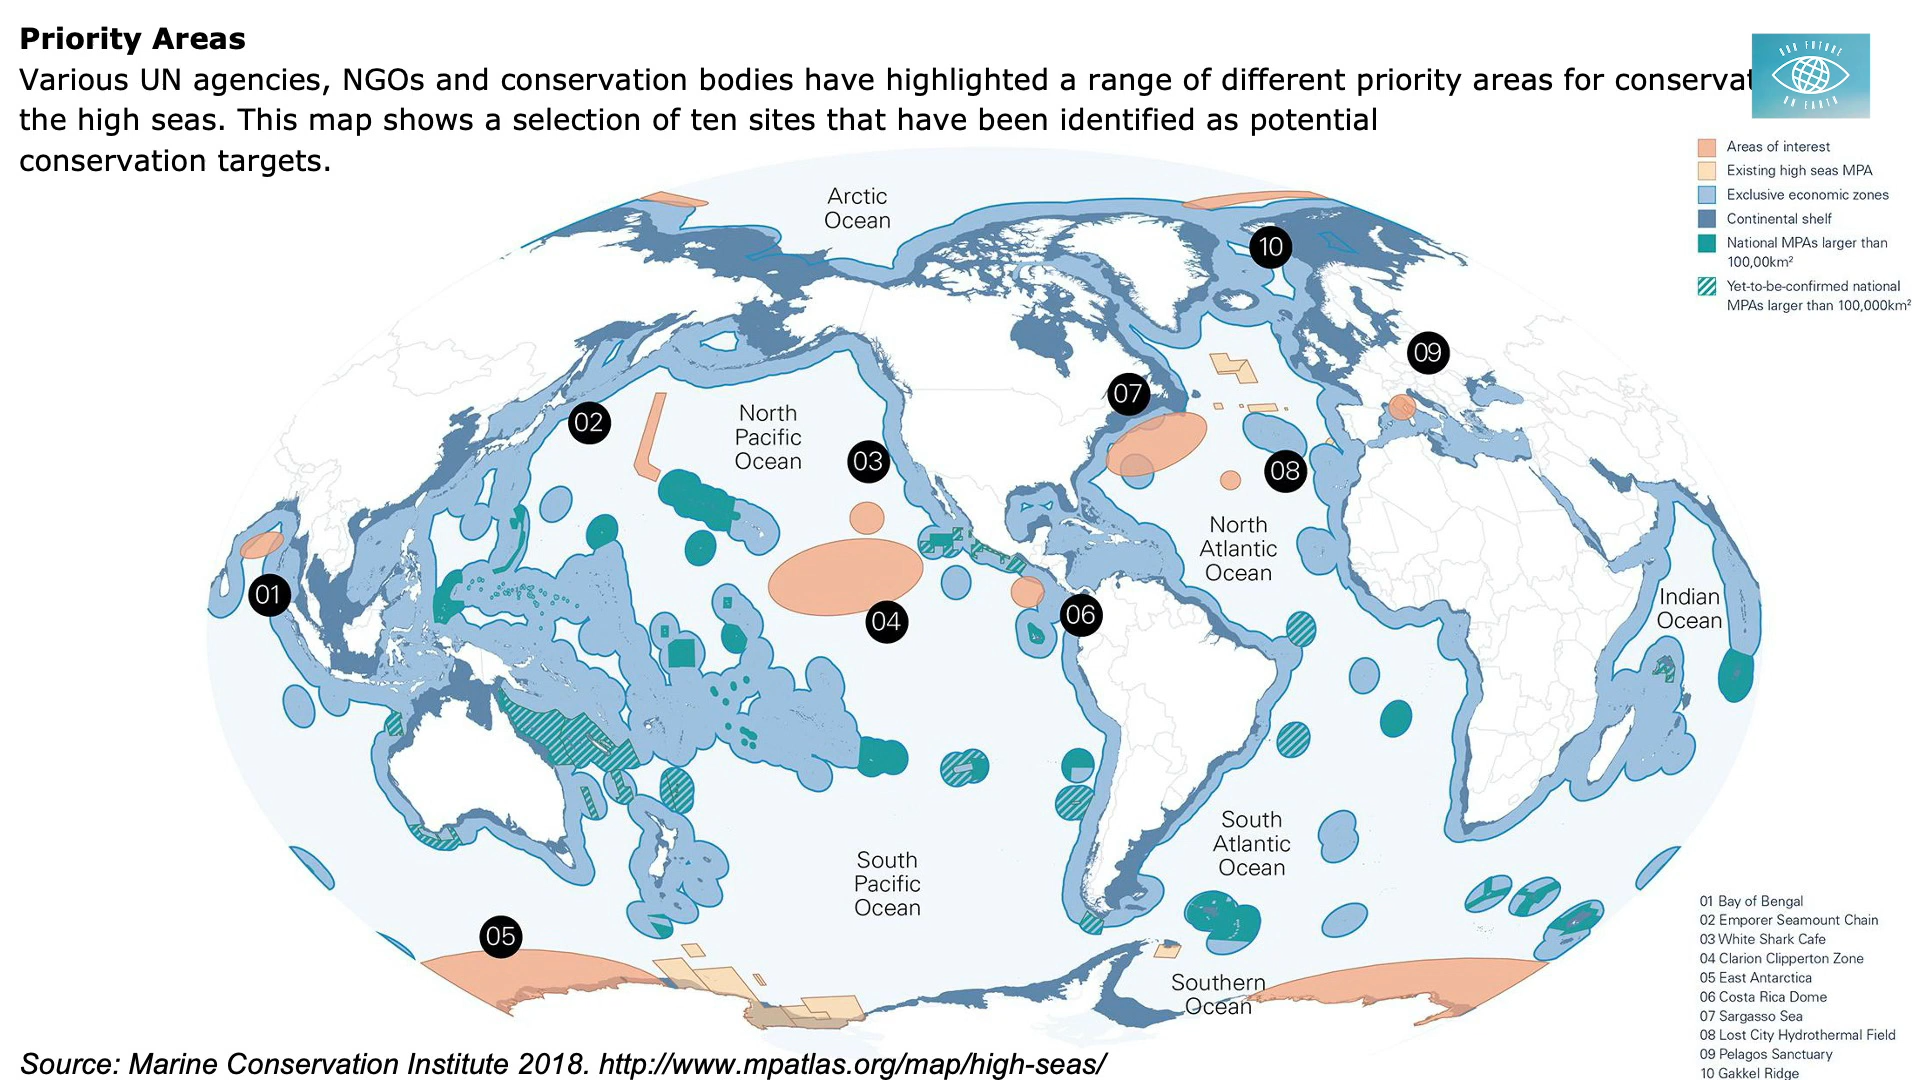 Priority Areas
Various UN agencies, NGOs and conservation bodies have highlighted a range of different priority areas for conservat
the high seas. This map shows a selection of ten sites that have been identified as potential
conservation targets.
OUR FUTURE
ON EARTH
Areas of interest
Existing high seas MPA
Exclusive economic zones
Continental shelf
National MPAs larger than
100,00km²
Yet-to-be-confirmed national
MPAs larger than 100,000km²
Arctic
Ocean
10
09
07
02
North
Pacific
Ocean
03
08
North
Atlantic
Ocean
01
04
06
Indian
Ocean
South
Atlantic
Ocean
South
Pacific
Ocean
05
Southern
Ocean
01 Bay of Bengal
02 Emporer Seamount Chain
03 White Shark Cafe
04 Clarion Clipperton Zone
05 East Antarctica
06 Costa Rica Dome
07 Sargasso Sea
08 Lost City Hydrothermal Field
09 Pelagos Sanctuary
10 Gakkel Ridge
Source: Marine Conservation Institute 2018. http://www.mpatlas.org/map/high-seas/